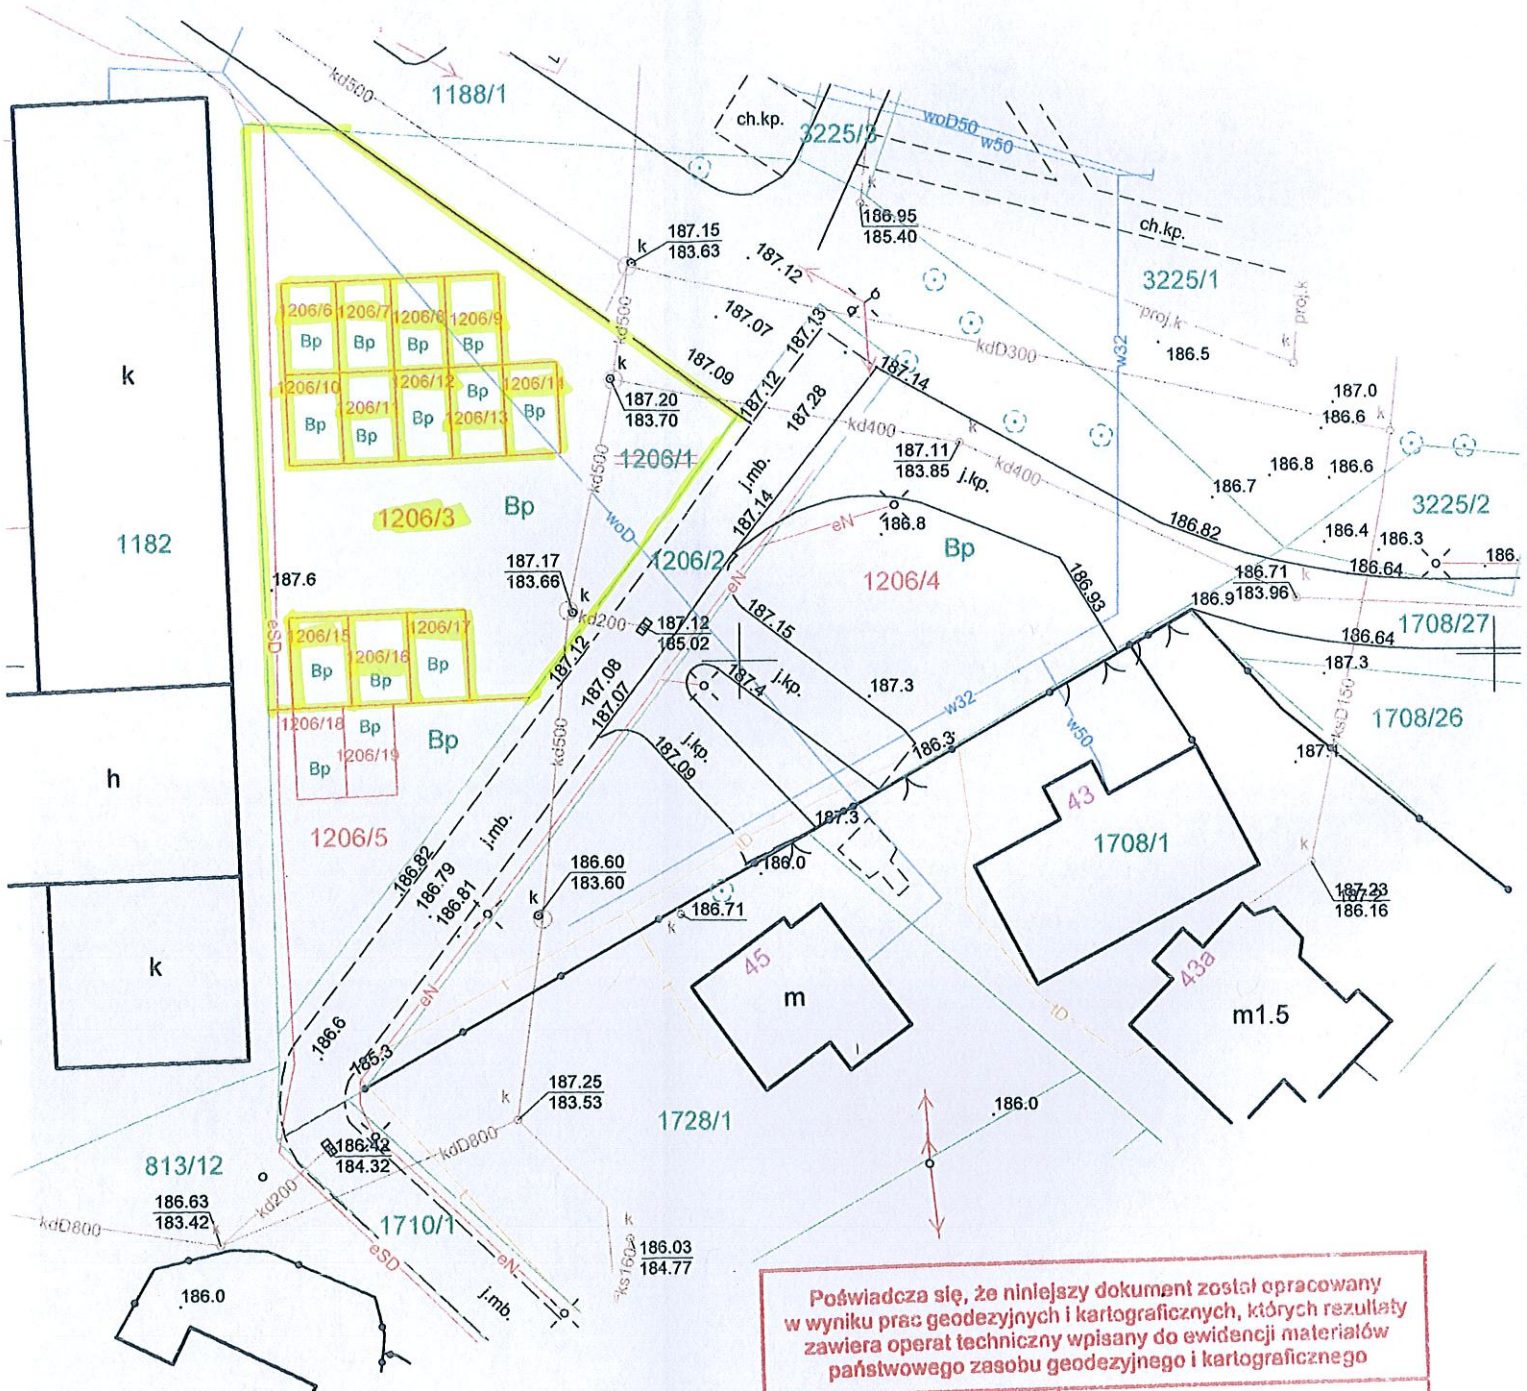 kd500
1188/1
ch.kp.
3225/3
woD50
w50
k
186.95
185.40
ch.kp.
3225/1
k
187.15
183.63
187.12
187.07
187.13
proj.k
proj.k
k
186.5
w32
kdD300
1206/6
1206/7
1206/8
1206/9
Bp
Bp
Bp
Bp
kd500
187.09
187.12
187.14
187.28
k
187.20
183.70
kd400
k
187.11
183.85
j.kp.
kd400
187.0
186.6
k
186.8
186.6
186.7
3225/2
k
1182
1206/10
1206/11
1206/12
1206/13
1206/11
Bp
Bp
Bp
Bp
Bp
1206/1
kd500
j.mb.
187.14
1206/3
Bp
woD
1206/2
eN
186.8
Bp
1206/4
186.82
186.4
186.3
186.64
186.
186.71
183.96
k
186.9
186.93
1708/27
186.64
187.3
187.6
eSD
187.17
183.66
k
kd200
187.12
185.02
eN
187.15
1206/15
1206/16
1206/17
Bp
Bp
Bp
187.12
187.08
187.07
187.4
j.kp.
187.3
w32
w50
ksD150
1708/26
187.4
1206/18
1206/19
Bp
Bp
Bp
kd500
j.kp.
187.09
186.3
h
1206/5
43
1708/1
187.3
tD
186.0
186.82
186.79
186.81
j.mb.
k
186.60
183.60
k
186.71
k
187.23
187.2
186.16
k
45
m
43a
m1.5
eN
tD
186.6
185.3
k
187.25
183.53
1728/1
186.0
813/12
186.42
184.32
kdD800
186.63
183.42
k
kd200
kdD800
1710/1
eSD
eN
j.mb.
k
186.03
184.77
ks160
186.0
Poświadcza się, że niniejszy dokument został opracowany
w wyniku prac geodezyjnych i kartograficznych, których rezultaty
zawiera operat techniczny wpisany do ewidencji materiałów
państwowego zasobu geodezyjnego i kartograficznego